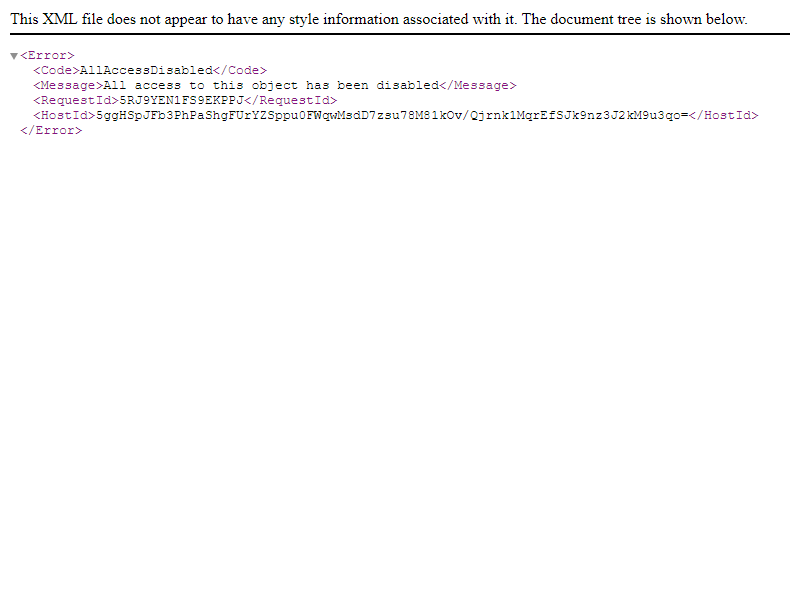 This XML file does not appear to have any style information associated with it. The document tree is shown below.
▼<Error>
<Code>AllAccessDisabled</Code>
<Message>All access to this object has been disabled</Message>
<RequestId>5RJ9YEN1FS9EKPPJ</RequestId>
<HostId>5ggHSpJFb3PhPaShgFUrYZSppu0FWqwMsdD7zsu78M81kOv/Qjrnk1MqrEfSJk9nz3J2kM9u3qo=</HostId>
</Error>